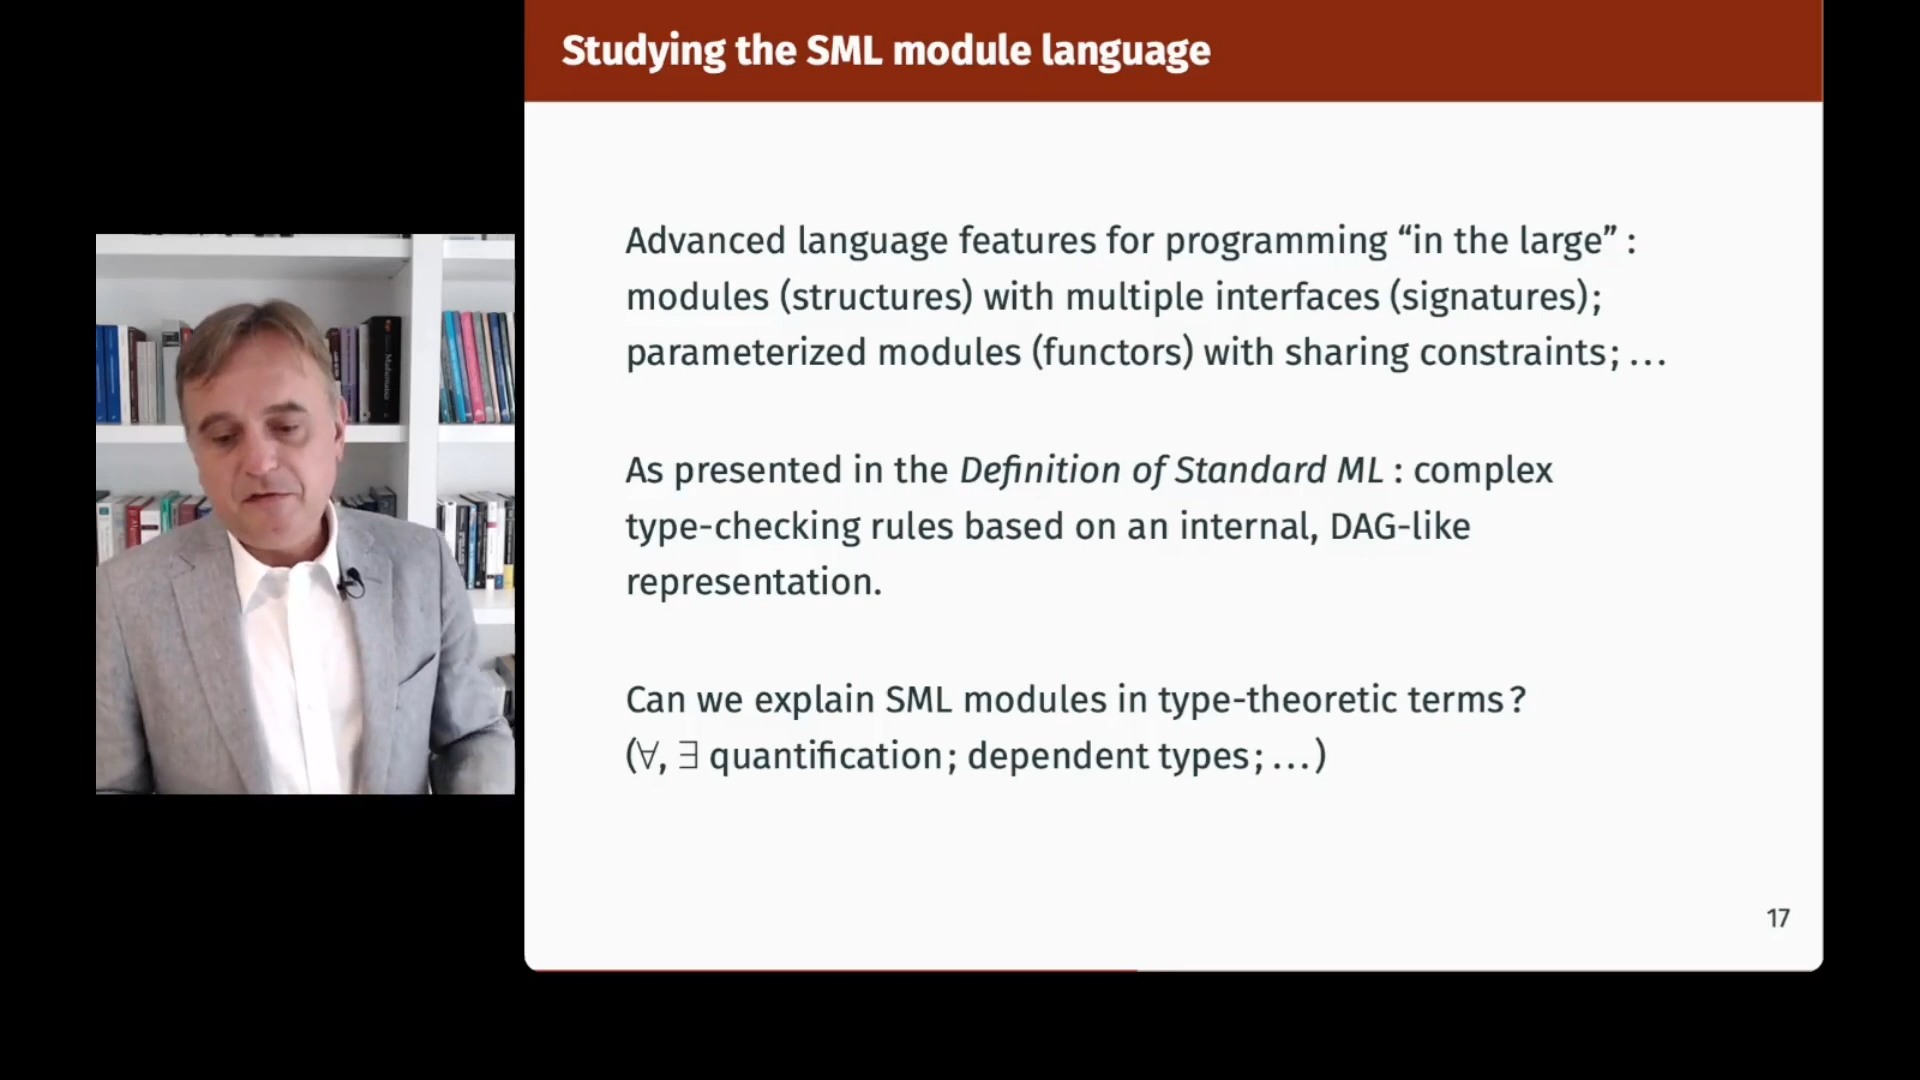 Studying the SML module language
Advanced language features for programming “in the large” :
modules (structures) with multiple interfaces (signatures);
parameterized modules (functors) with sharing constraints; …
As presented in the Definition of Standard ML : complex
type-checking rules based on an internal, DAG-like
representation.
Can we explain SML modules in type-theoretic terms ?
(∀, ∃ quantification; dependent types; …)
17